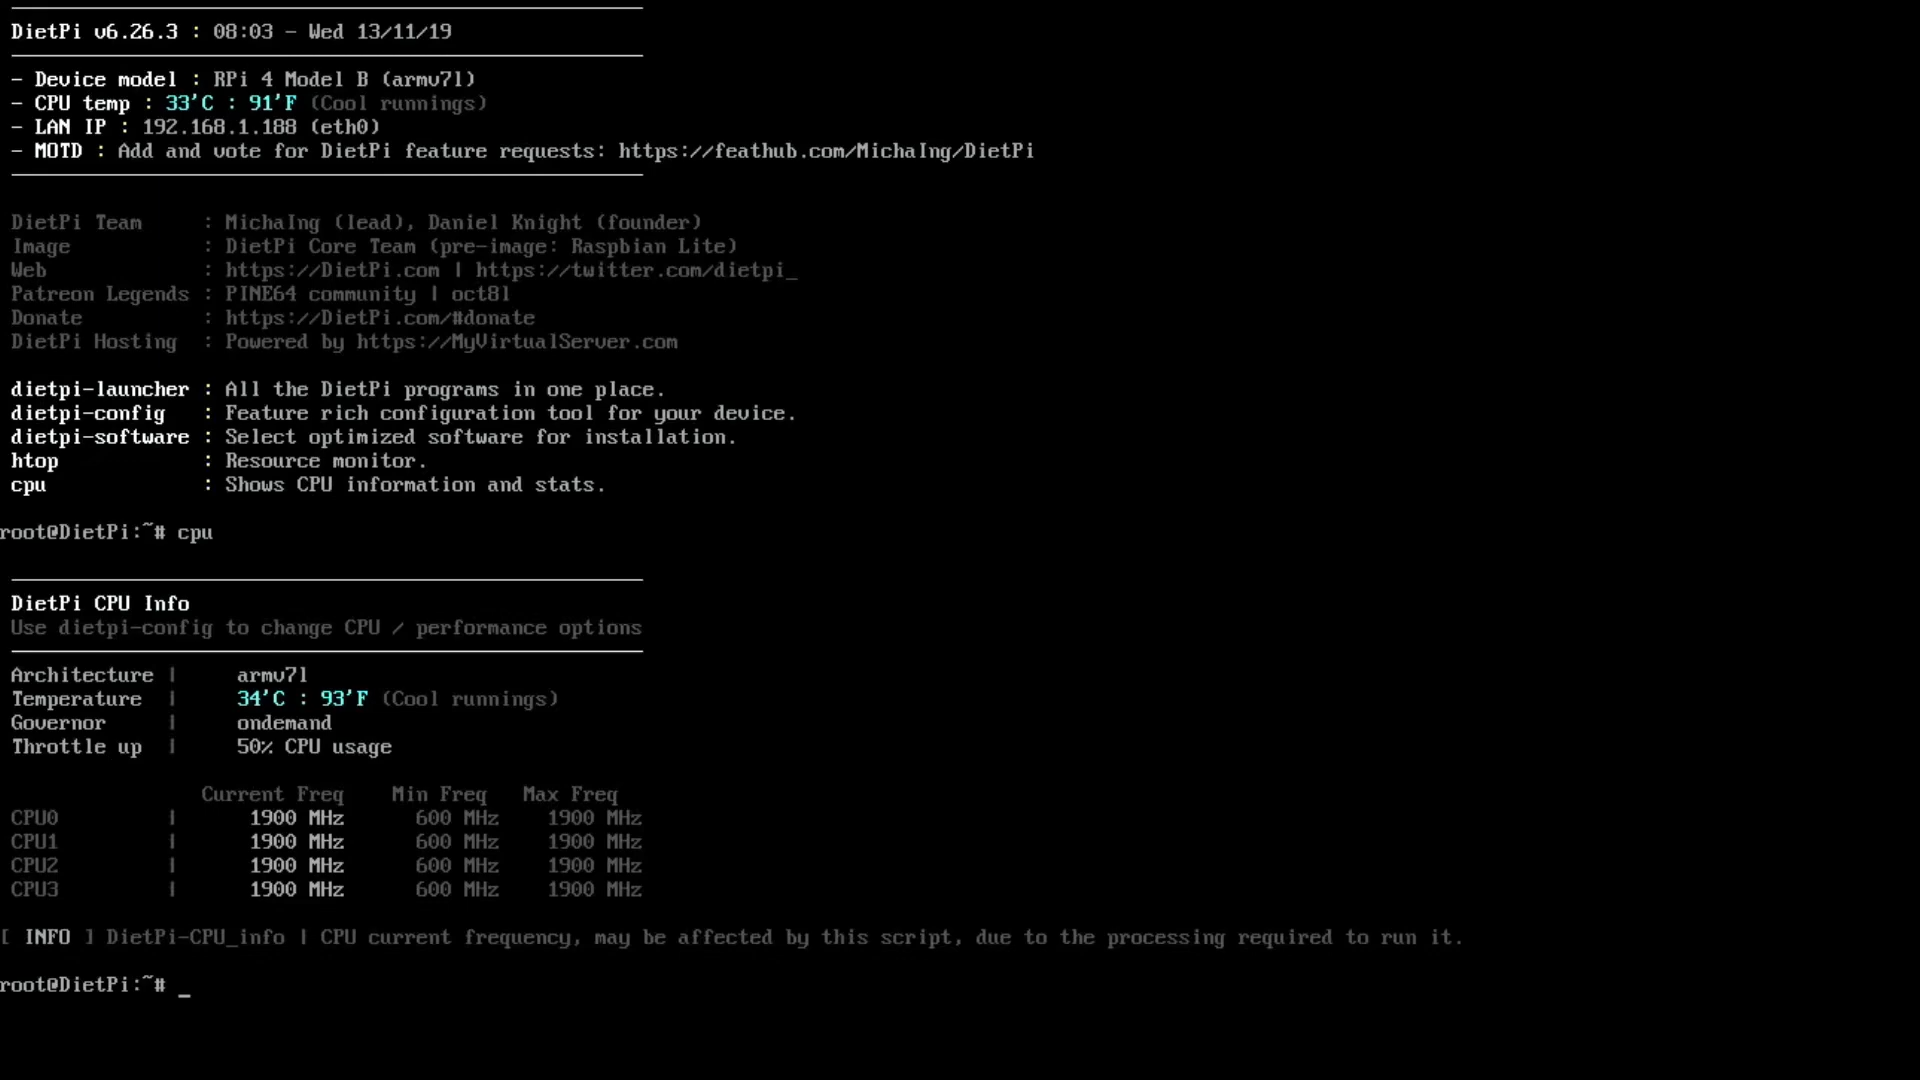 DietPi v6.26.3 : 08:03 - Wed 13/11/19
- Device model : RPi 4 Model B (armv7l)
- CPU temp : 33'C : 91'F (Cool runnings)
- LAN IP : 192.168.1.188 (eth0)
- MOTD : Add and vote for DietPi feature requests: https://feathub.com/MichaIng/DietPi
DietPi Team : MichaIng (lead), Daniel Knight (founder)
Image : DietPi Core Team (pre-image: Raspbian Lite)
Web : https://DietPi.com | https://twitter.com/dietpi_
Patreon Legends : PINE64 community | oct8l
Donate : https://DietPi.com/#donate
DietPi Hosting : Powered by https://MyVirtualServer.com
dietpi-launcher : All the DietPi programs in one place.
dietpi-config : Feature rich configuration tool for your device.
dietpi-software : Select optimized software for installation.
htop : Resource monitor.
cpu : Shows CPU information and stats.
root@DietPi:~# cpu
DietPi CPU Info
Use dietpi-config to change CPU / performance options
Architecture | armv7l
Temperature | 34'C : 93'F (Cool runnings)
Governor | ondemand
Throttle up | 50% CPU usage
Current Freq Min Freq Max Freq
CPU0 | 1900 MHz 600 MHz 1900 MHz
CPU1 | 1900 MHz 600 MHz 1900 MHz
CPU2 | 1900 MHz 600 MHz 1900 MHz
CPU3 | 1900 MHz 600 MHz 1900 MHz
[ INFO ] DietPi-CPU_info | CPU current frequency, may be affected by this script, due to the processing required to run it.
root@DietPi:~# _